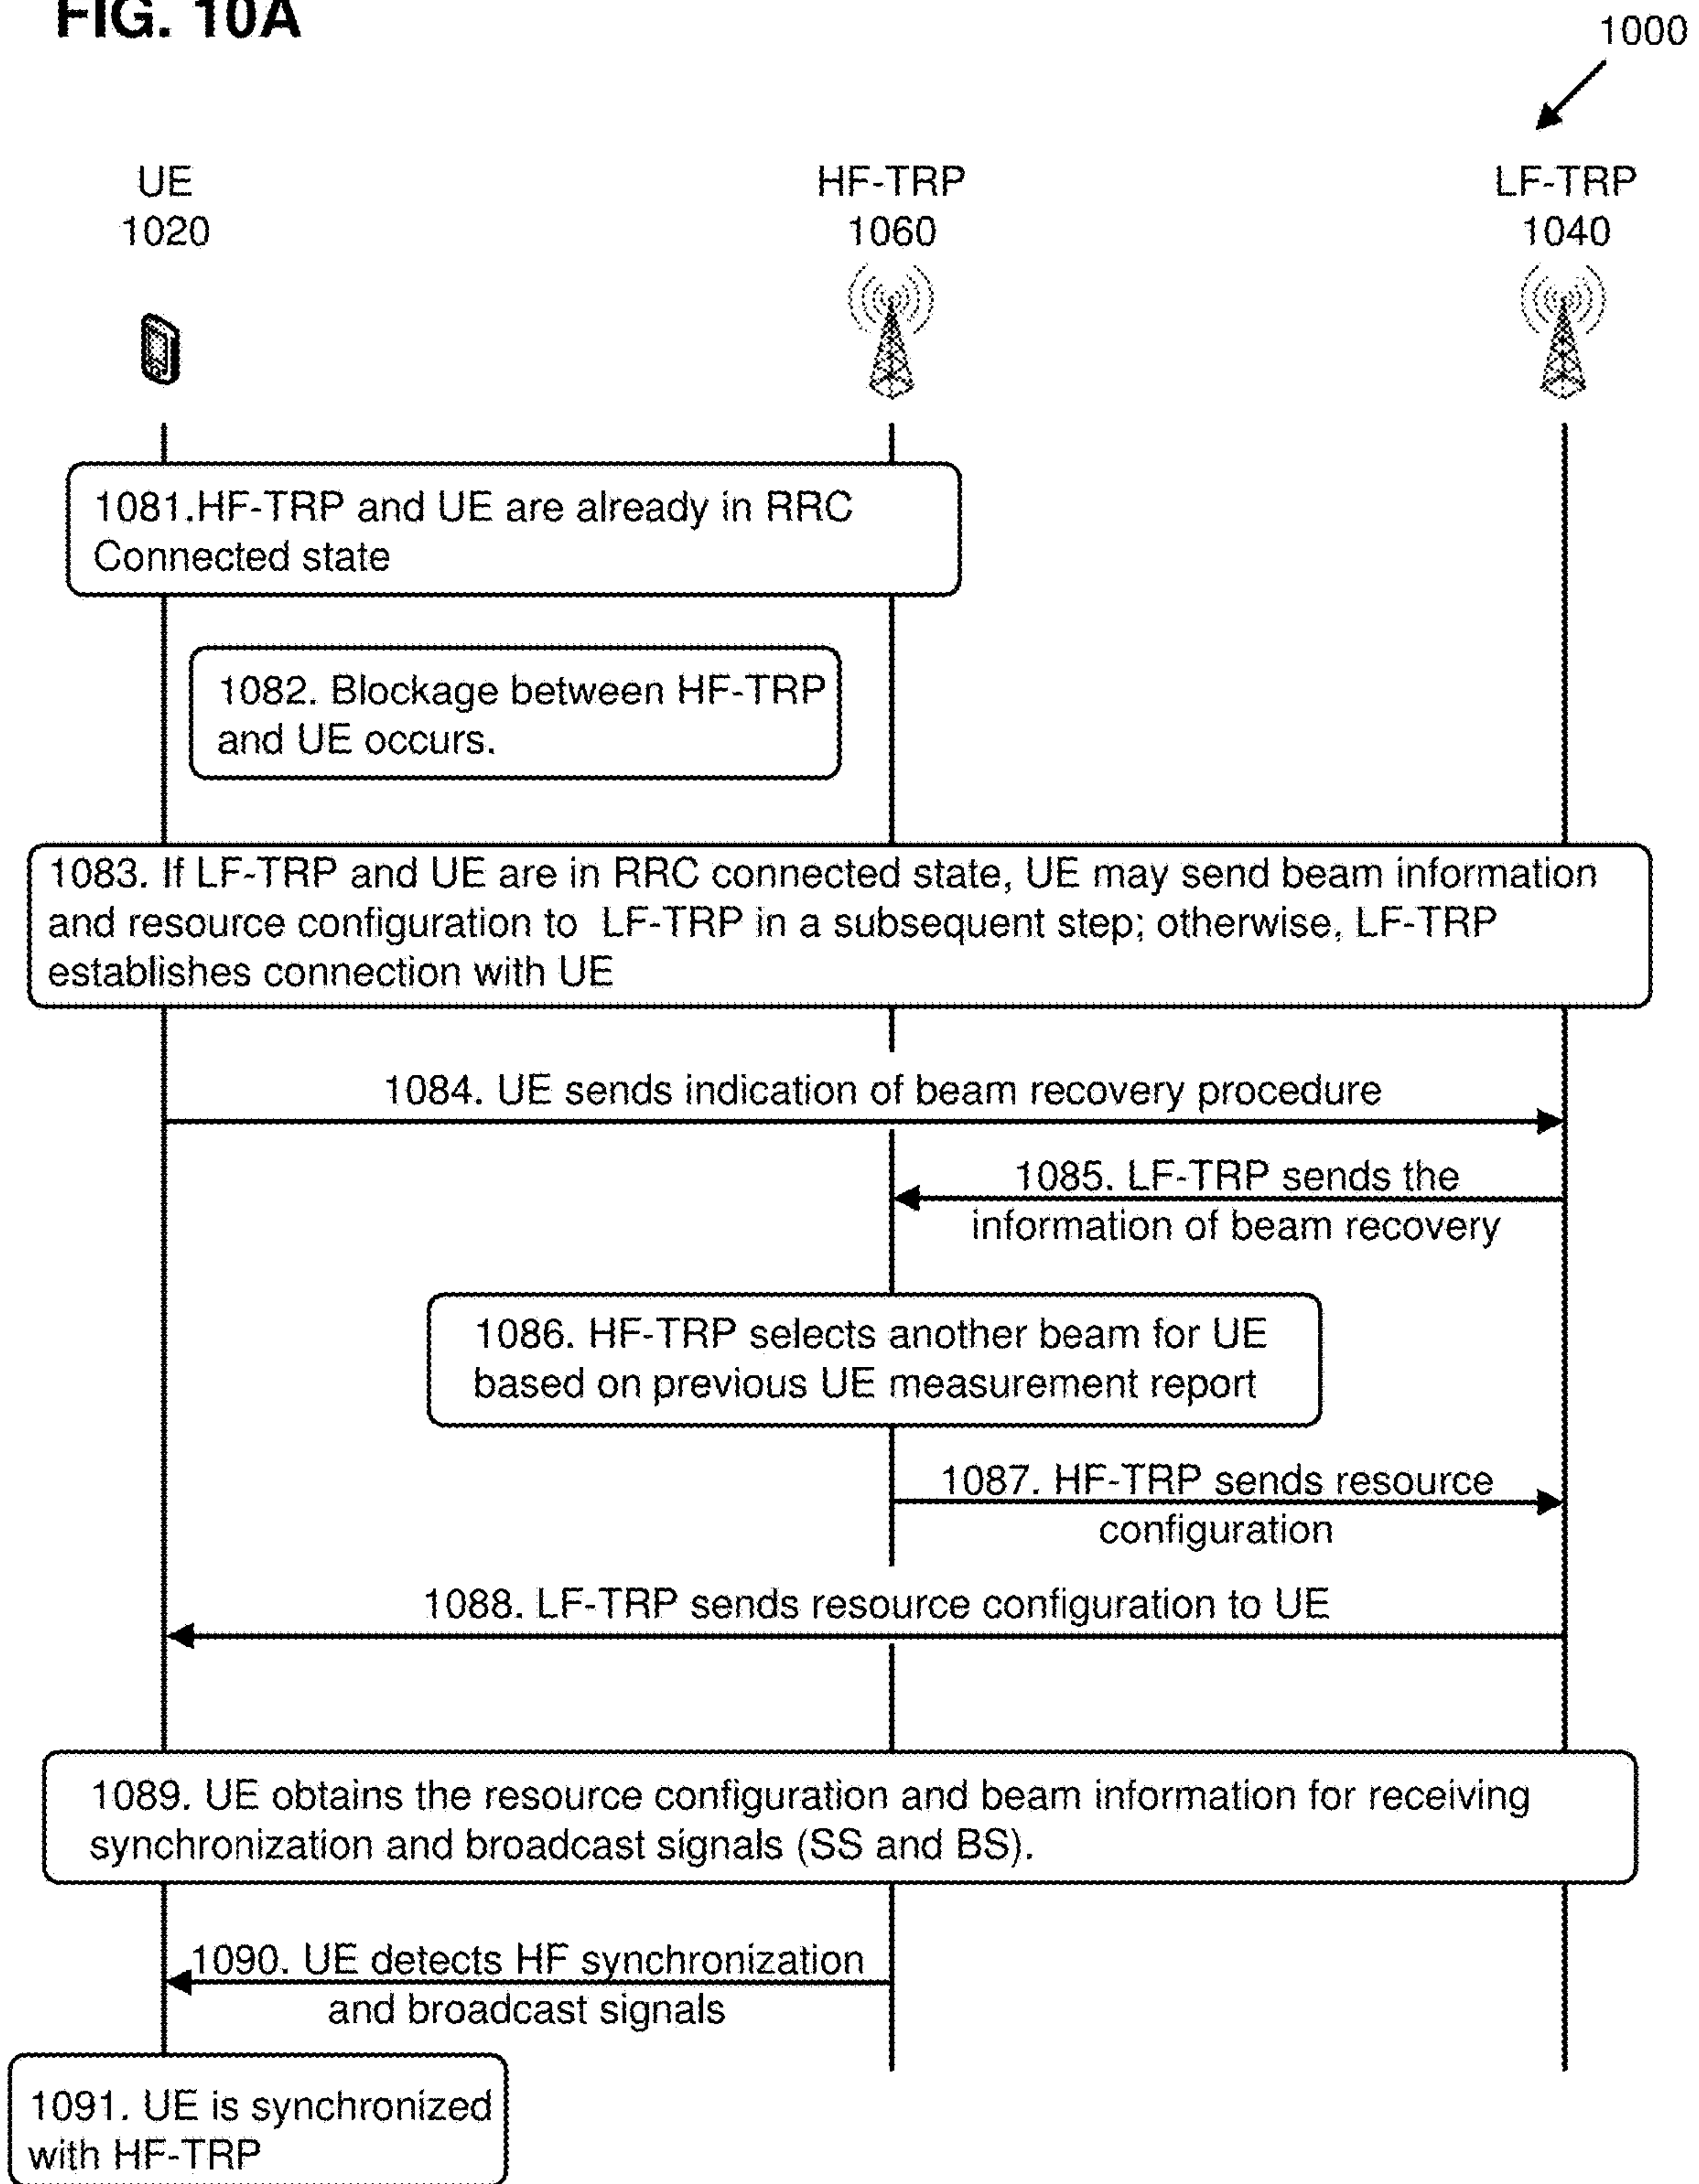 FIG. 10A
1000
UE
1020
HF-TRP
1060
LF-TRP
1040
1081.HF-TRP and UE are already in RRC
Connected state
1082. Blockage between HF-TRP
and UE occurs.
1083. If LF-TRP and UE are in RRC connected state, UE may send beam information
and resource configuration to LF-TRP in a subsequent step; otherwise, LF-TRP
establishes connection with UE
1084. UE sends indication of beam recovery procedure
1085. LF-TRP sends the
information of beam recovery
1086. HF-TRP selects another beam for UE
based on previous UE measurement report
1087. HF-TRP sends resource
configuration
1088. LF-TRP sends resource configuration to UE
1089. UE obtains the resource configuration and beam information for receiving
synchronization and broadcast signals (SS and BS).
1090. UE detects HF synchronization
and broadcast signals
1091. UE is synchronized
with HF-TRP